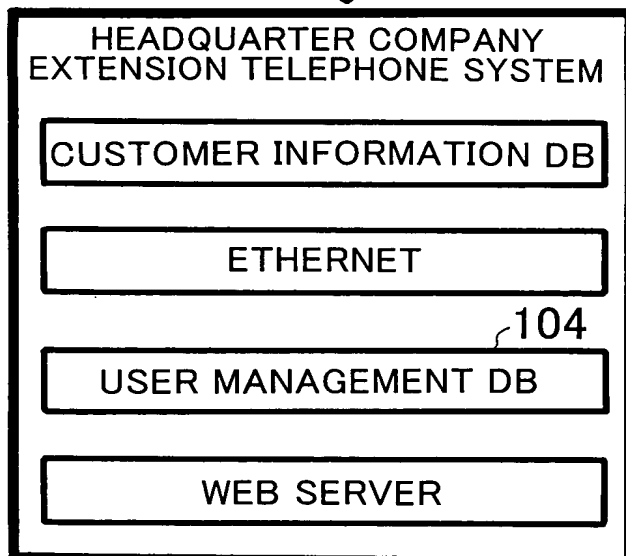 HEADQUARTER COMPANY
EXTENSION TELEPHONE SYSTEM
CUSTOMER INFORMATION DB
ETHERNET
104
USER MANAGEMENT DB
WEB SERVER